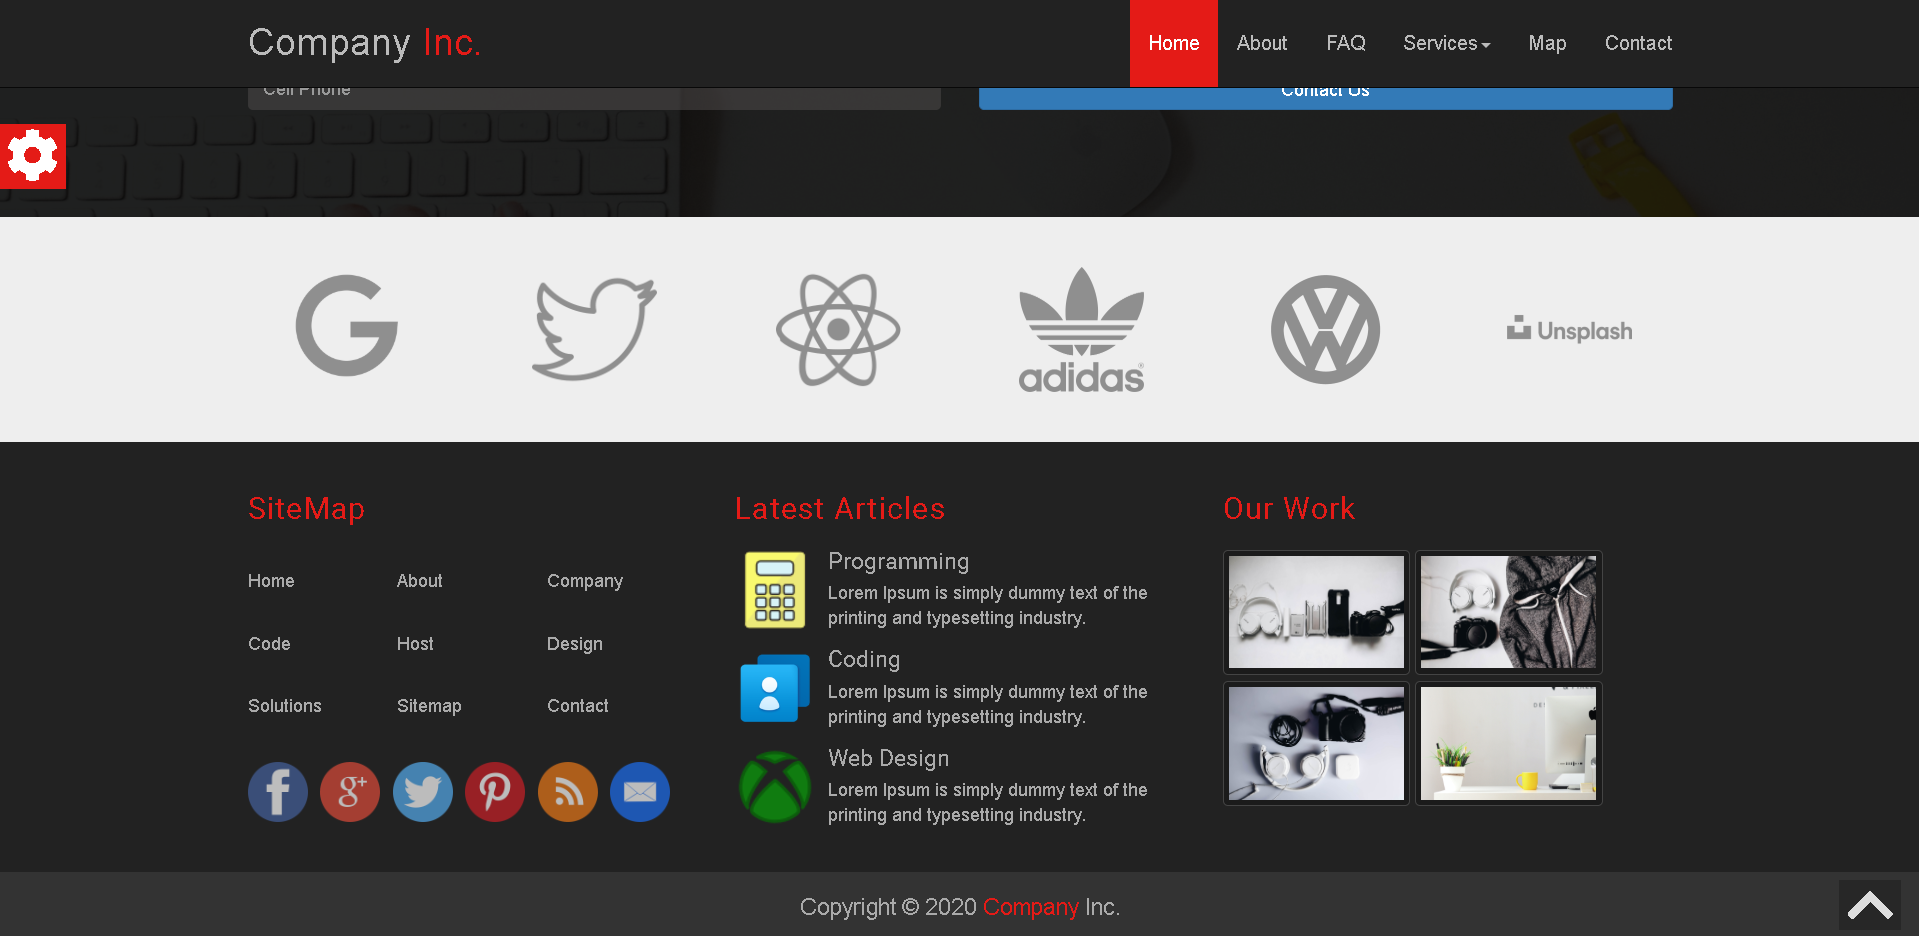 Company Inc.
Home About FAQ Services Map Contact
Cell Phone
Contact Us
adidas
Unsplash
SiteMap
Home About Company
Code Host Design
Solutions Sitemap Contact
Latest Articles
Programming
Lorem Ipsum is simply dummy text of the
printing and typesetting industry.
Coding
Lorem Ipsum is simply dummy text of the
printing and typesetting industry.
Web Design
Lorem Ipsum is simply dummy text of the
printing and typesetting industry.
Our Work
Copyright © 2020 Company Inc.